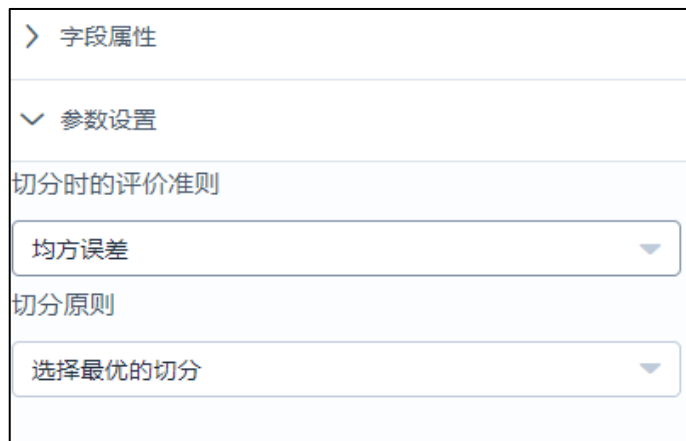 字段属性
参数设置
切分时的评价准则
均方误差
切分原则
选择最优的切分